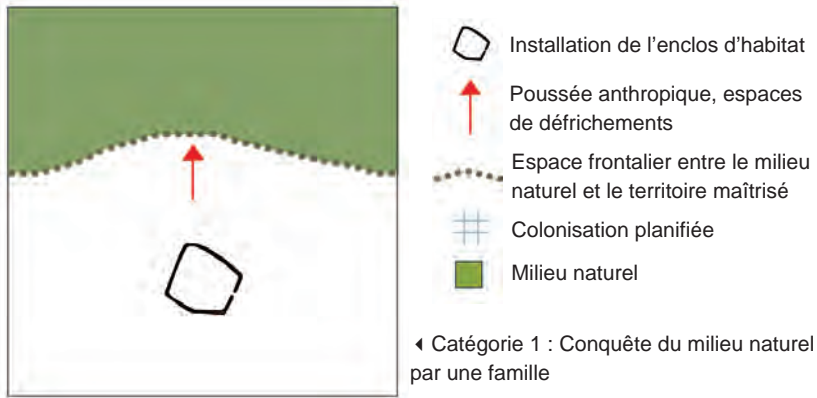 Installation de l'enclos d'habitat
Poussée anthropique, espaces
de défrichements
Espace frontalier entre le milieu
naturel et le territoire maîtrisé
Colonisation planifiée
Milieu naturel
Catégorie 1 : Conquête du milieu naturel
par une famille